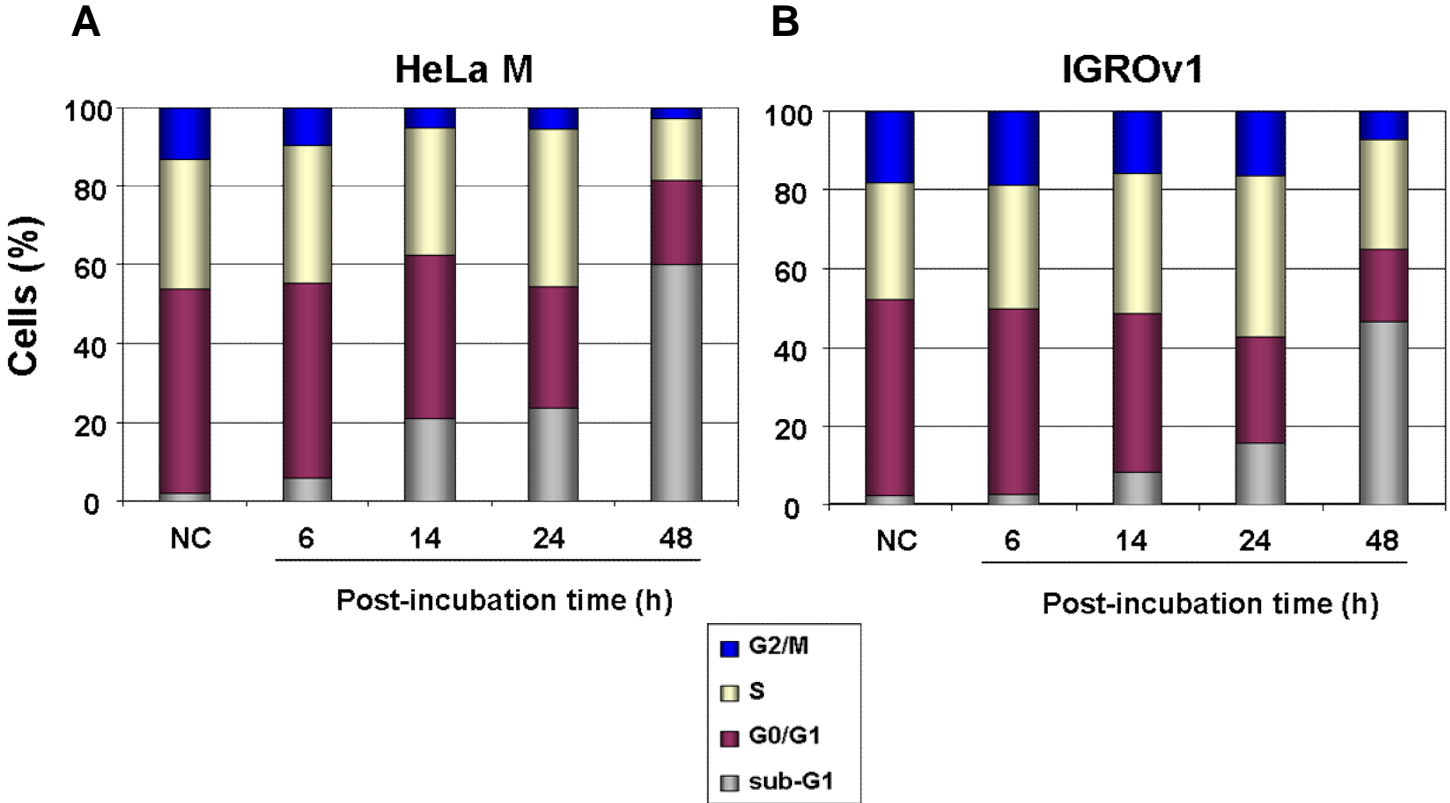 A
HeLa M
100
80
60
40
20
0
Cells (%)
NC 6 14 24 48
Post-incubation time (h)
B
IGROv1
100
80
60
40
20
0
NC 6 14 24 48
Post-incubation time (h)
G2/M
S
G0/G1
sub-G1